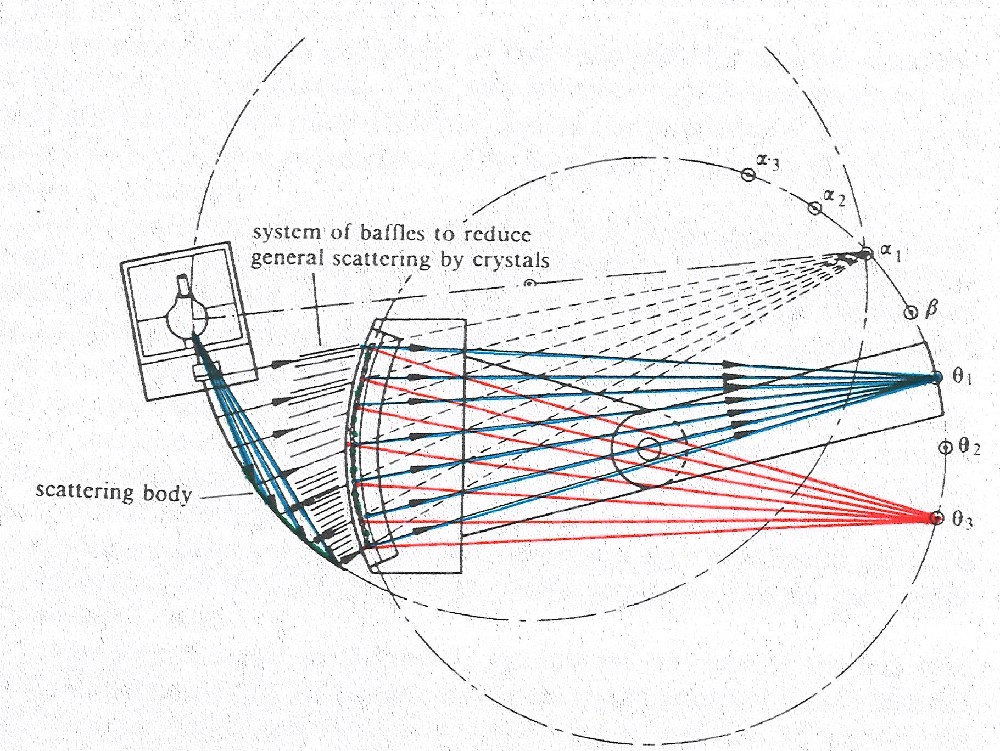 α3
α2
system of baffles to reduce
general scattering by crystals
α1
β
θ1
θ2
scattering body
θ3